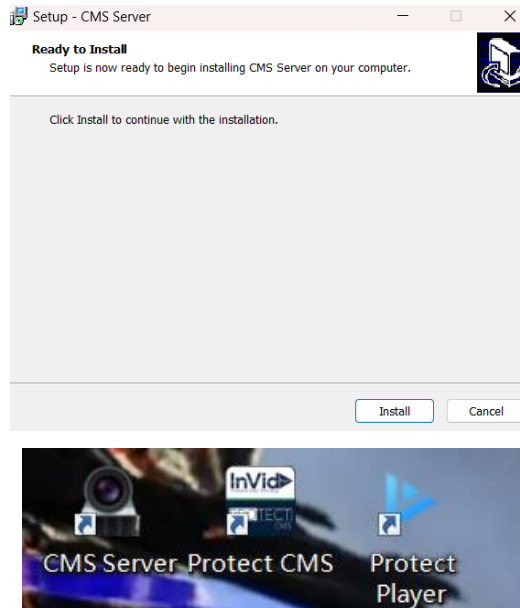 Setup - CMS Server
Ready to Install
Setup is now ready to begin installing CMS Server on your computer.
Click Install to continue with the installation.
Install Cancel
InVid
CMS Server Protect CMS Protect
Player